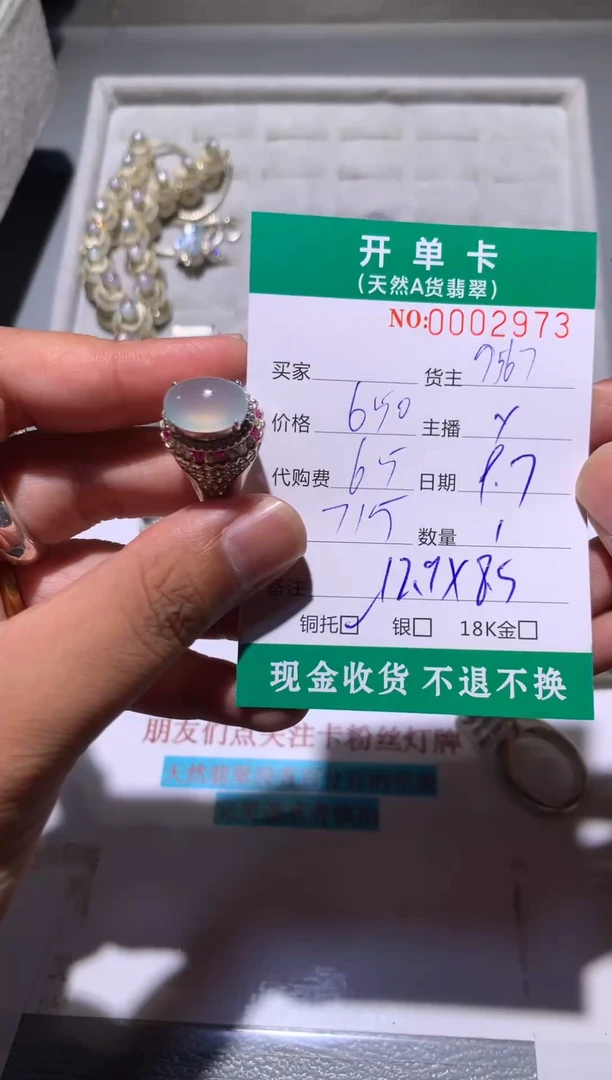 开单卡
（天然A货翡翠）
NO:0002973
买家 货主 9567
价格 650 主播 y
代购费 65 日期 8.7
715 数量 1
备注 12.9X8.5
铜托☑ 银□ 18K金□
现金收货 不退不换
朋友们点关注卡粉丝灯牌